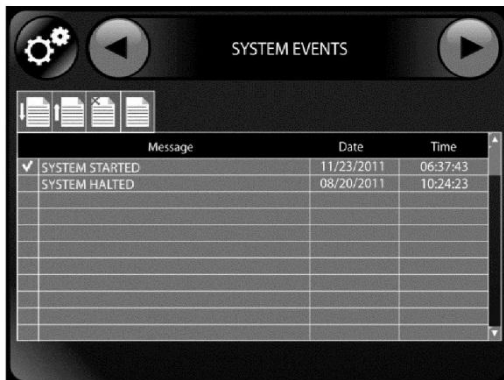 SYSTEM EVENTS
Message Date Time
SYSTEM STARTED 11/23/2011 06:37:43
SYSTEM HALTED 08/20/2011 10:24:23